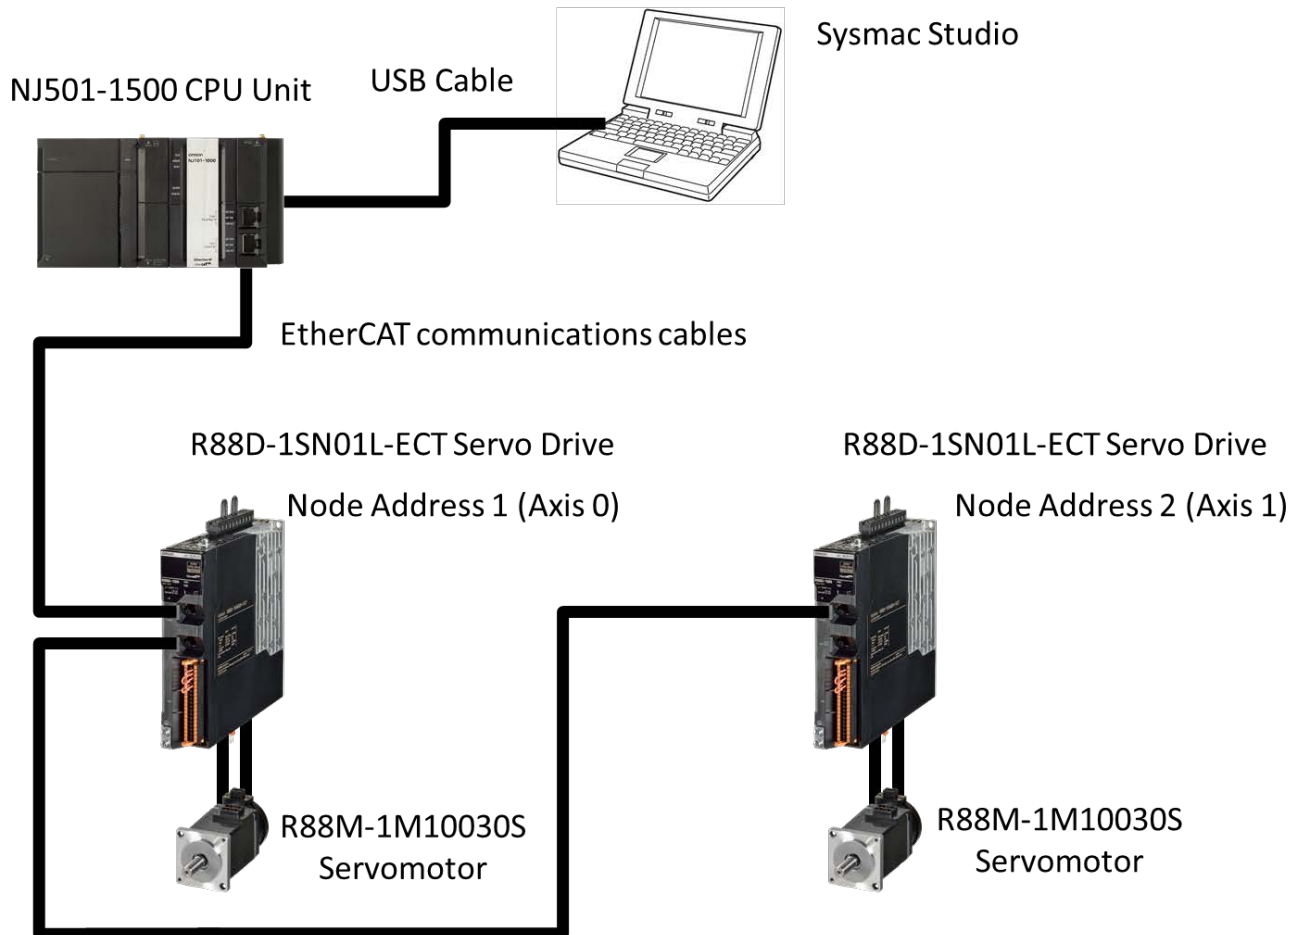 Sysmac Studio
USB Cable
NJ501-1500 CPU Unit
EtherCAT communications cables
R88D-1SN01L-ECT Servo Drive
R88D-1SN01L-ECT Servo Drive
Node Address 1 (Axis 0)
Node Address 2 (Axis 1)
R88M-1M10030S
Servomotor
R88M-1M10030S
Servomotor